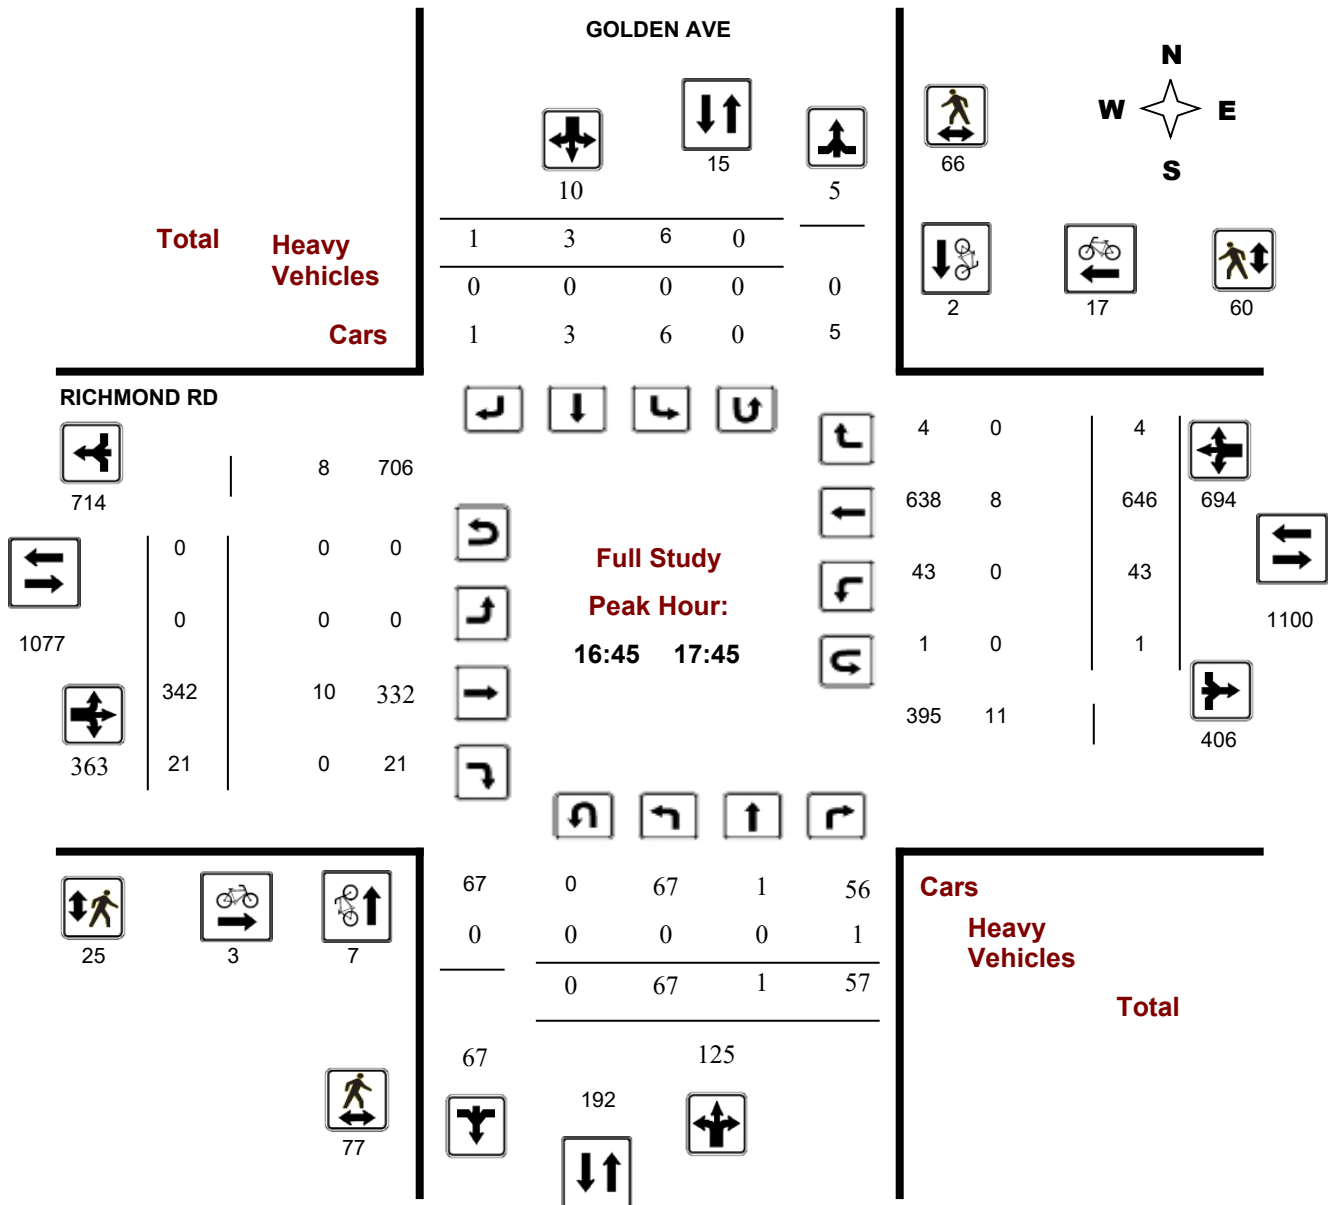 GOLDEN AVE
N
W E
S
15
66
10 5
Total Heavy
Vehicles
1 3 6 0
0 0 0 0 0
2 17 60
Cars 1 3 6 0 5
RICHMOND RD
4 0 4
8 706
714
638 8 646 694
0 0 0
Full Study
43 0 43
Peak Hour:
0 0 0
1077
1100
16:45 17:45
1 0 1
342 10 332
395 11
406
363 21 0 21
67 0 67 1 56
Cars
0 0 0 0 1
Heavy
Vehicles
25 3 7
0 67 1 57
Total
67 125
192
77